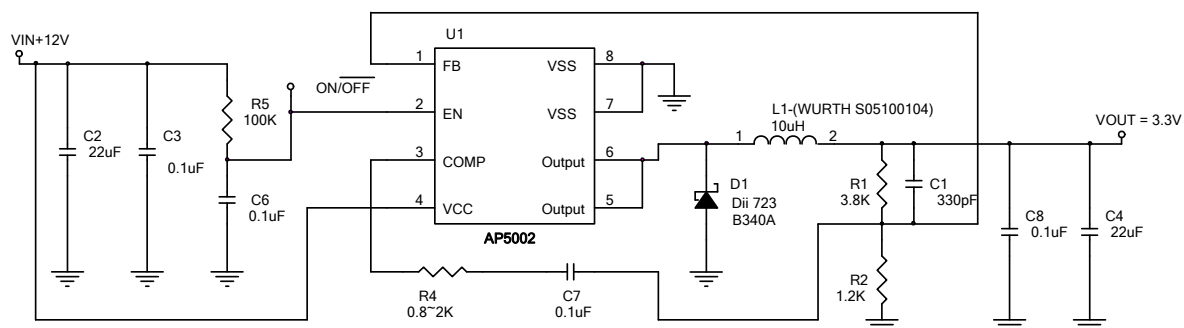 VIN+12V
C2
22uF
C3
0.1uF
R5
100K
C6
0.1uF
ON/OFF
U1
1
FB
2
EN
3
COMP
4
VCC
VSS
8
VSS
7
Output
6
Output
5
AP5002
R4
0.8~2K
C7
0.1uF
D1
Dii 723
B340A
L1-(WURTH S05100104)
10uH
1
2
R1
3.8K
C1
330pF
R2
1.2K
VOUT = 3.3V
C8
0.1uF
C4
22uF